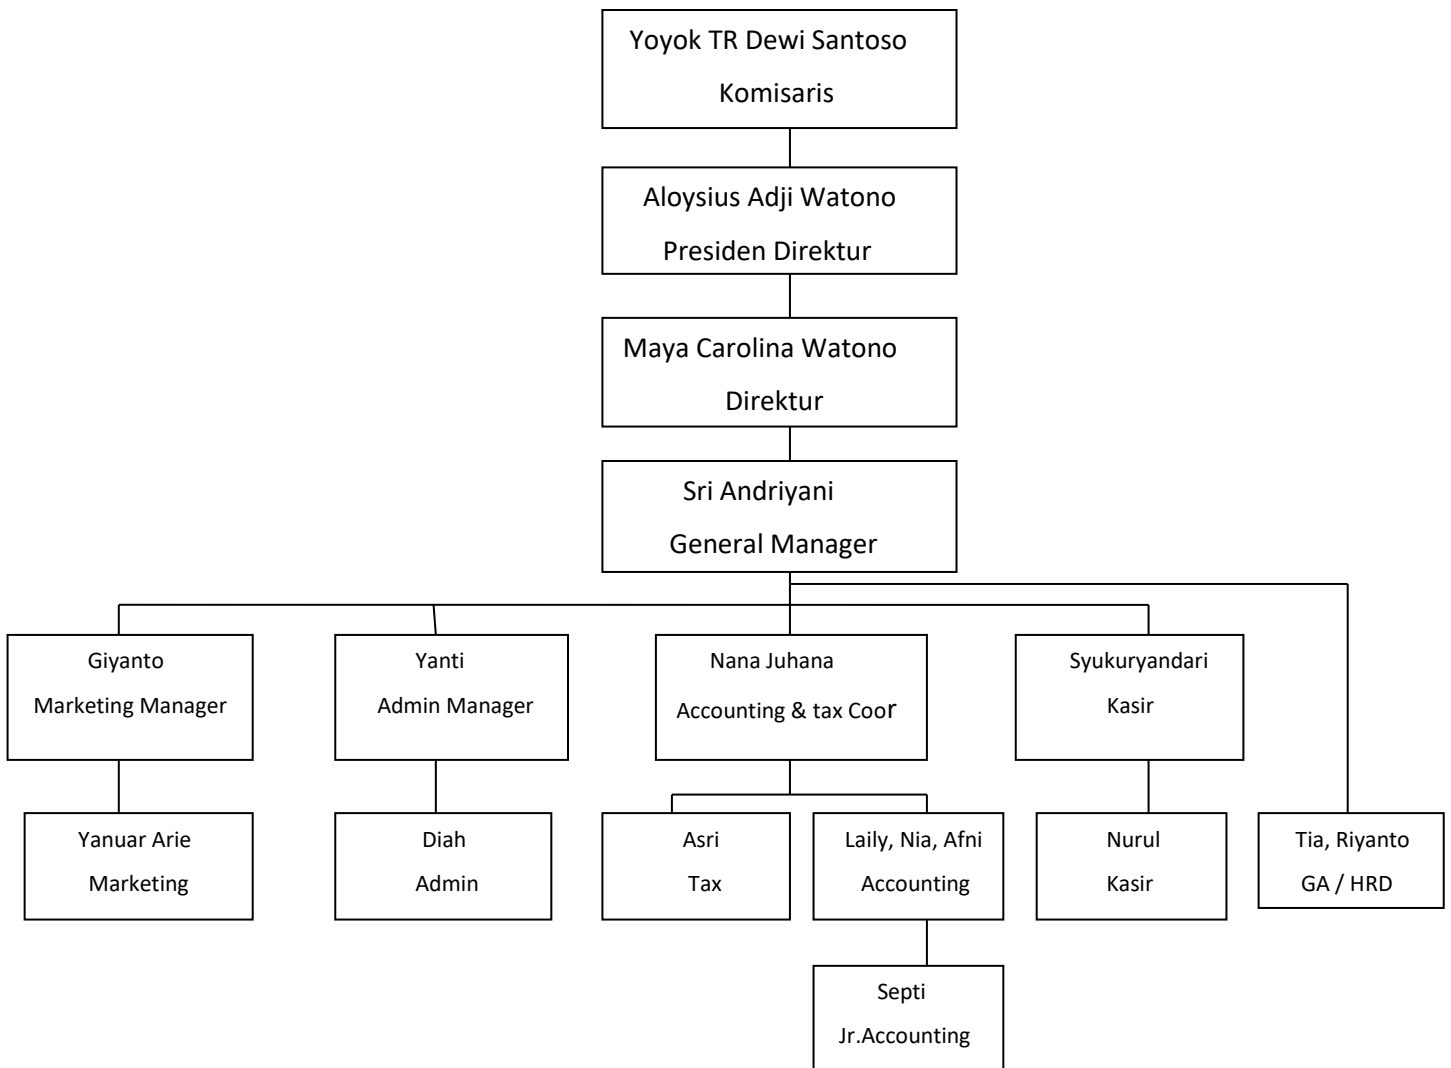 Yoyok TR Dewi Santoso
Komisaris
Aloysius Adji Watono
Presiden Direktur
Maya Carolina Watono
Direktur
Sri Andriyani
General Manager
Giyanto
Marketing Manager
Yanti
Admin Manager
Nana Juhana
Accounting & tax Coor
Syukuryandari
Kasir
Yanuar Arie
Marketing
Diah
Admin
Asri
Tax
Laily, Nia, Afni
Accounting
Nurul
Kasir
Tia, Riyanto
GA / HRD
Septi
Jr.Accounting